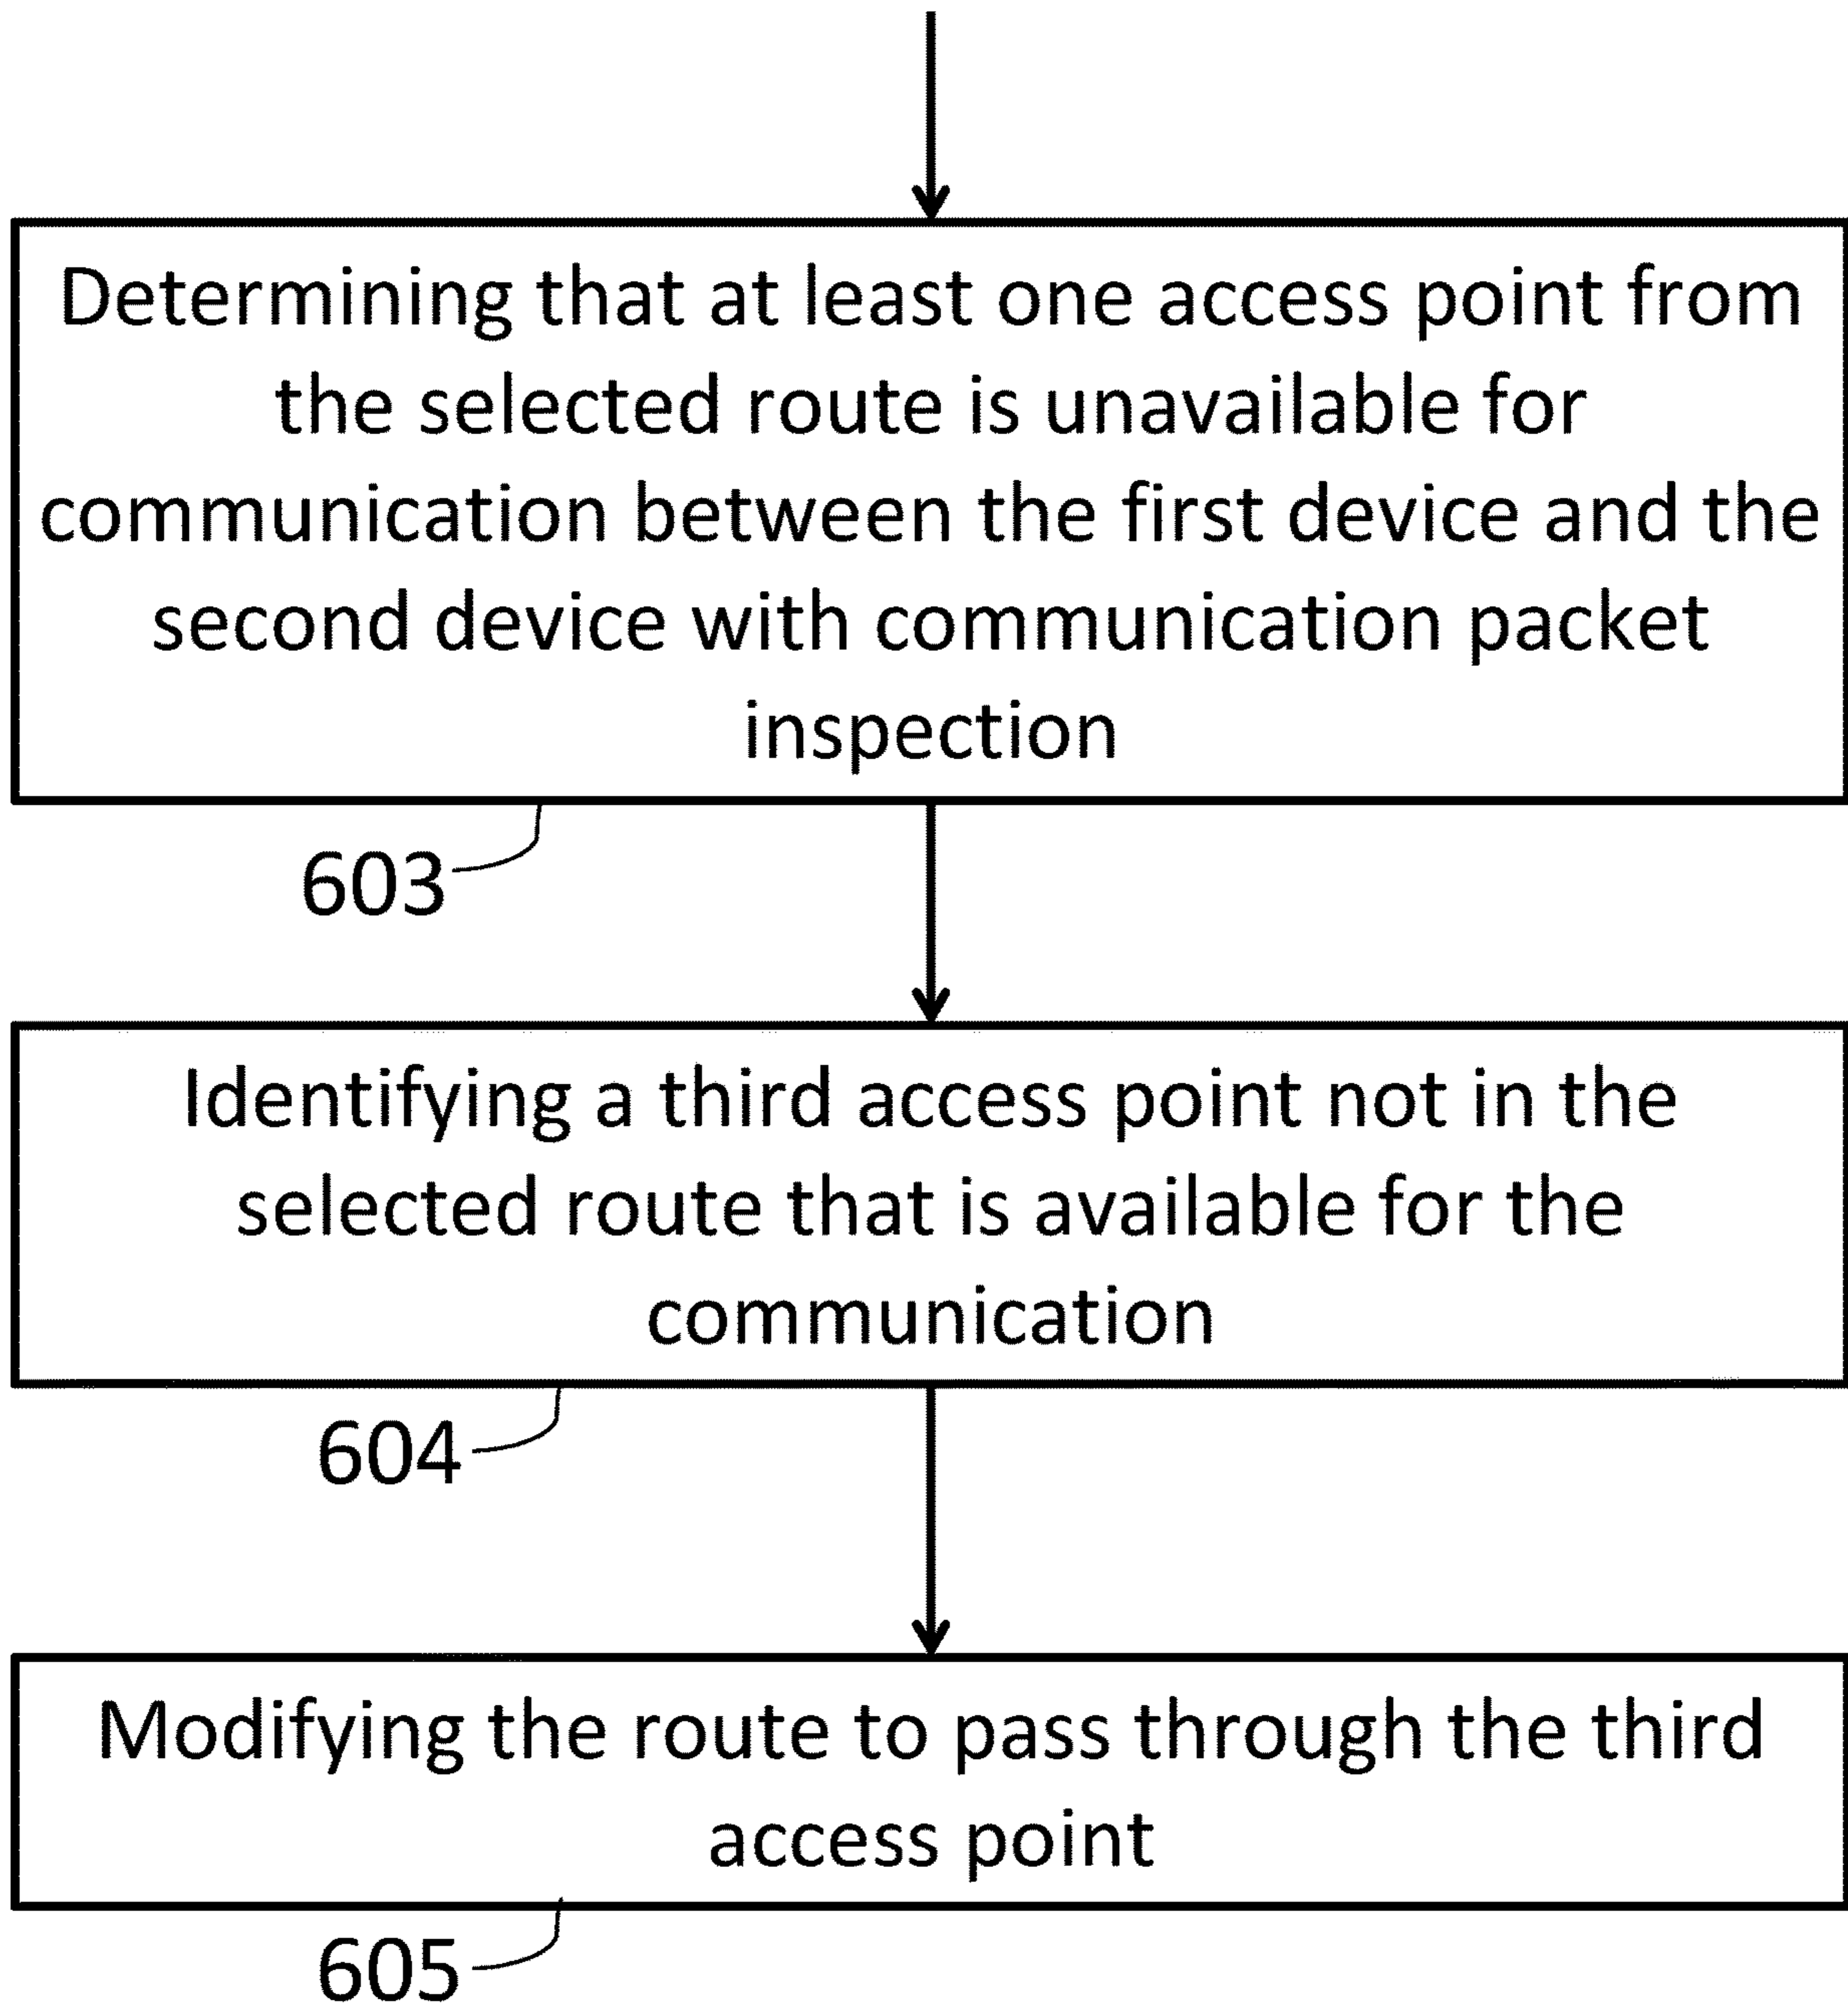 Determining that at least one access point from
the selected route is unavailable for
communication between the first device and the
second device with communication packet
inspection
603
Identifying a third access point not in the
selected route that is available for the
communication
604
Modifying the route to pass through the third
access point
605